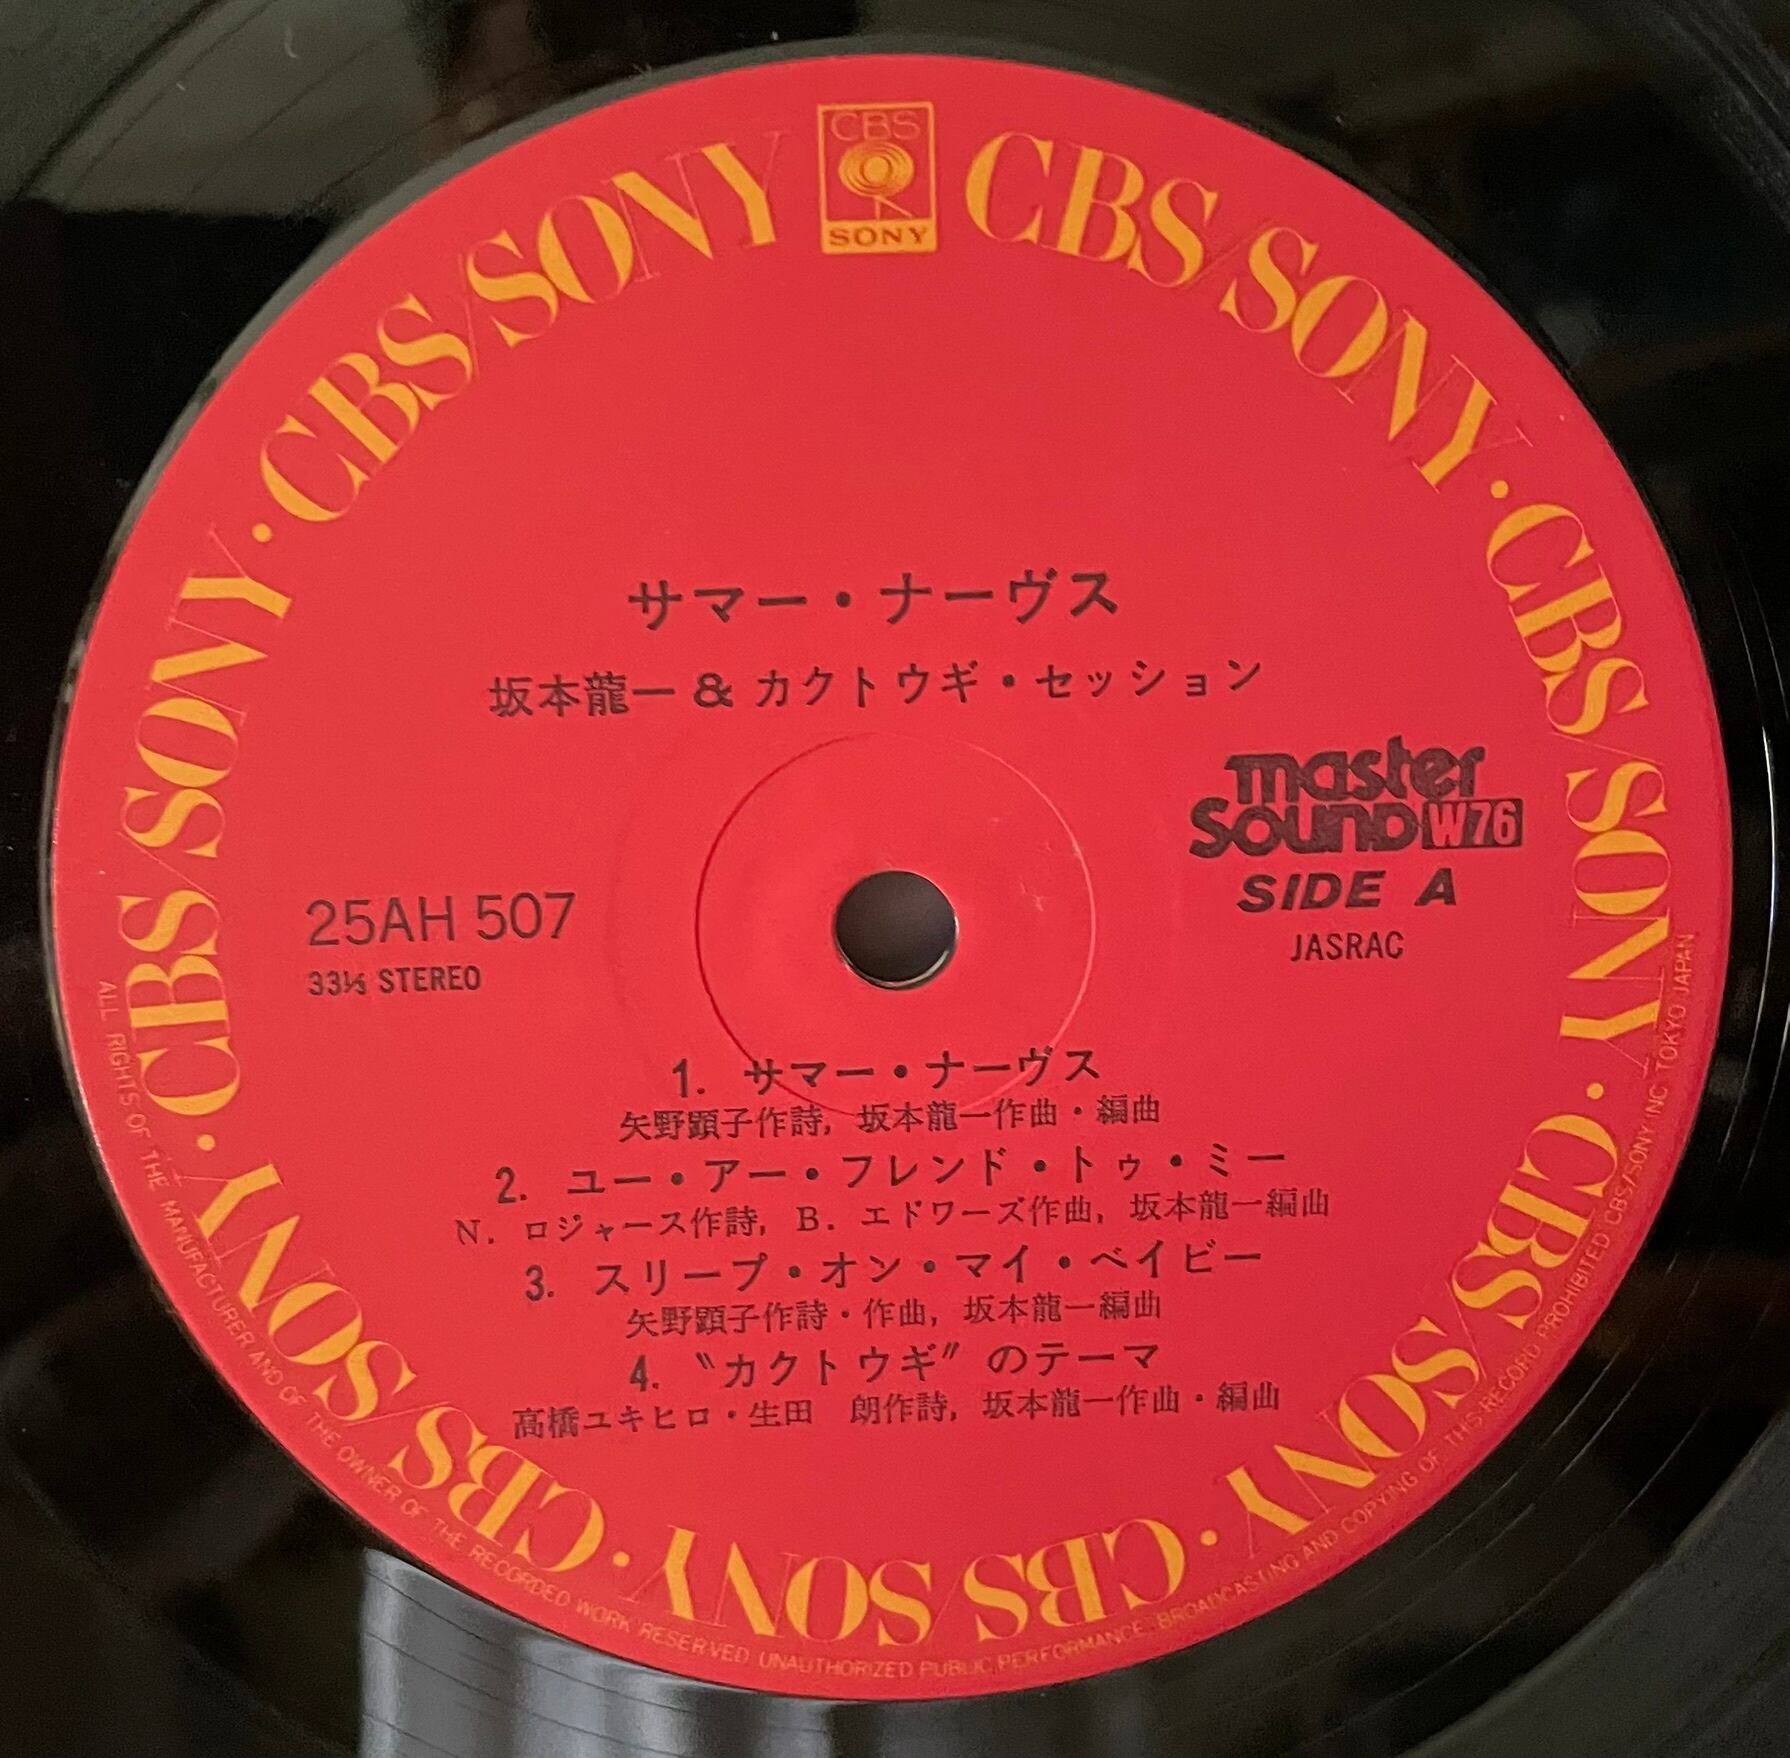 CBS
SONY
CBS/SONY · CBS/SONY · CBS/SONY · CBS/SONY · CBS/SONY · CBS/SONY · CBS/SONY
サマー・ナーヴス
坂本龍一 & カクトウギ・セッション
master
Sound W76
SIDE A
JASRAC
25AH 507
33⅓ STEREO
1. サマー・ナーヴス
矢野顕子作詩, 坂本龍一作曲・編曲
2. ユー・アー・フレンド・トゥ・ミー
N. ロジャース作詩, B. エドワーズ作曲, 坂本龍一編曲
3. スリープ・オン・マイ・ベイビー
矢野顕子作詩・作曲, 坂本龍一編曲
4. 〝カクトウギ〞のテーマ
高橋ユキヒロ・生田 朗作詩, 坂本龍一作曲・編曲
ALL RIGHTS OF THE MANUFACTURER AND OF THE OWNER OF THE RECORDED WORK RESERVED UNAUTHORIZED PUBLIC PERFORMANCE, BROADCASTING AND COPYING OF THIS RECORD PROHIBITED CBS/SONY INC TOKYO JAPAN